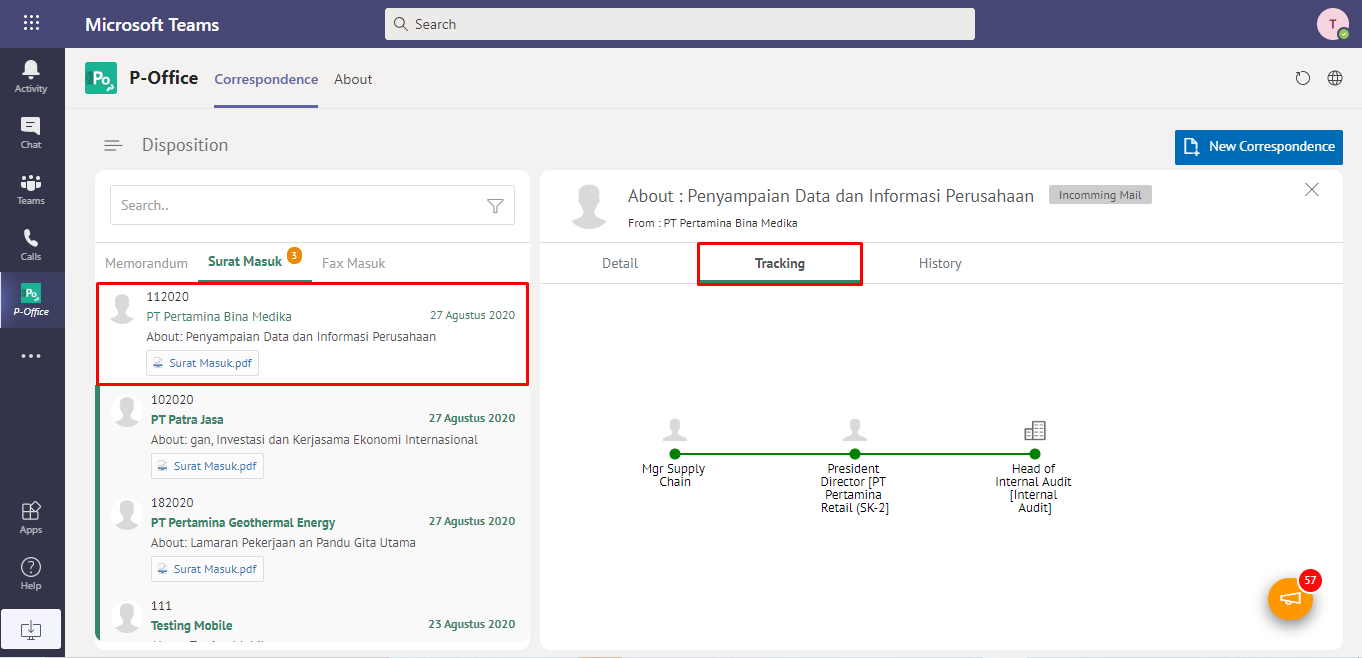 Microsoft Teams
Search
T
Activity
Chat
Teams
Calls
P-Office
Apps
Help
Po
P-Office
Correspondence
About
Disposition
New Correspondence
Search..
Memorandum
Surat Masuk
3
Fax Masuk
112020
PT Pertamina Bina Medika
27 Agustus 2020
About: Penyampaian Data dan Informasi Perusahaan
Surat Masuk.pdf
102020
PT Patra Jasa
27 Agustus 2020
About: gan, Investasi dan Kerjasama Ekonomi Internasional
Surat Masuk.pdf
182020
PT Pertamina Geothermal Energy
27 Agustus 2020
About: Lamaran Pekerjaan an Pandu Gita Utama
Surat Masuk.pdf
111
Testing Mobile
23 Agustus 2020
About : Penyampaian Data dan Informasi Perusahaan
Incomming Mail
From : PT Pertamina Bina Medika
Detail
Tracking
History
Mgr Supply
Chain
President
Director [PT
Pertamina
Retail (SK-2]
Head of
Internal Audit
[Internal
Audit]
57